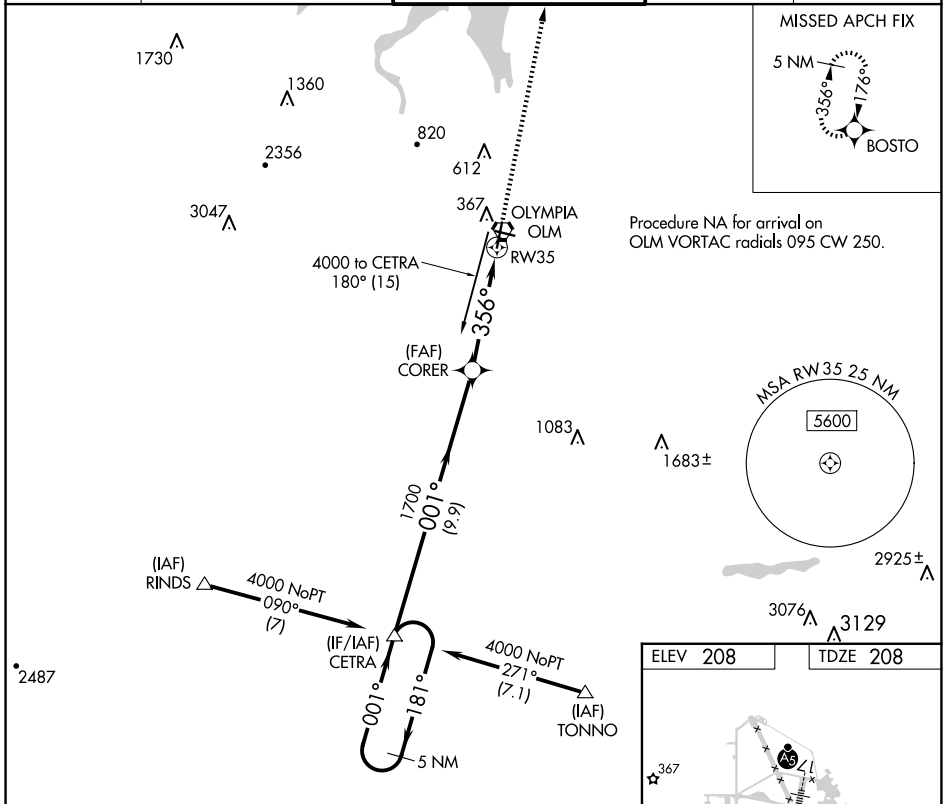 MISSED APCH FIX
5 NM
356°
176°
BOSTO
1730
1360
820
2356
612
3047
367
OLYMPIA
OLM
RW35
Procedure NA for arrival on
OLM VORTAC radials 095 CW 250.
4000 to CETRA
180° (15)
356°
(FAF)
CORER
MSA RW35 25 NM
5600
1083
1683±
1700
001°
(9.9)
2925±
(IAF)
RINDS
4000 NoPT
090°
(7)
3076
3129
(IF/IAF)
CETRA
4000 NoPT
271°
(7.1)
(IAF)
TONNO
2487
001°
181°
5 NM
ELEV 208
TDZE 208
367
A5
17